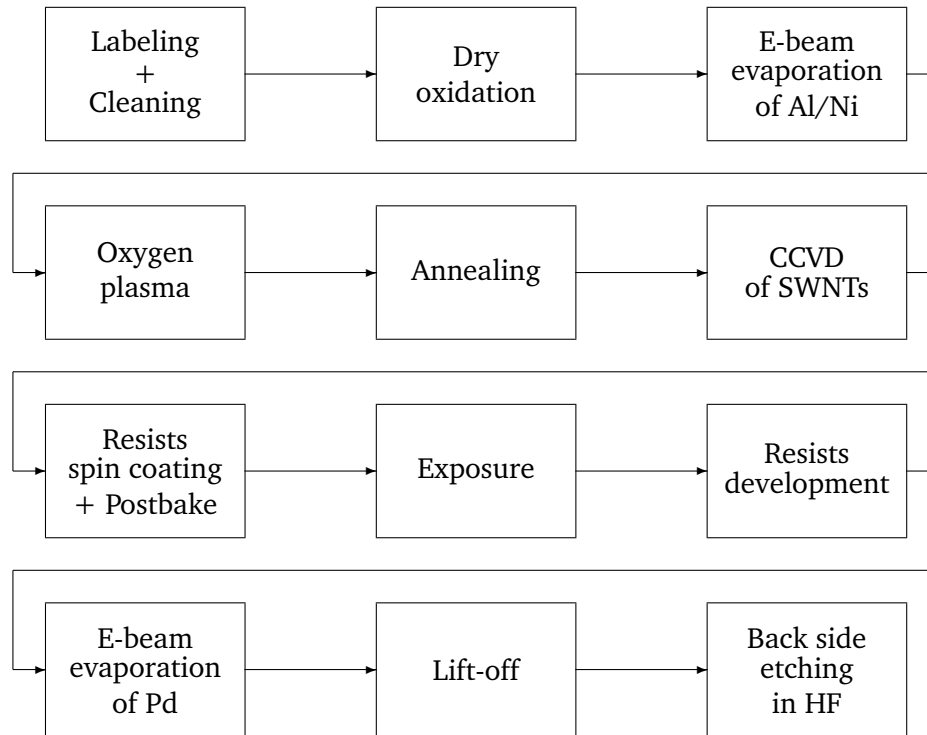 Labeling
+
Cleaning
Dry
oxidation
E-beam
evaporation
of Al/Ni
Oxygen
plasma
Annealing
CCVD
of SWNTs
Resists
spin coating
+ Postbake
Exposure
Resists
development
E-beam
evaporation
of Pd
Lift-off
Back side
etching
in HF